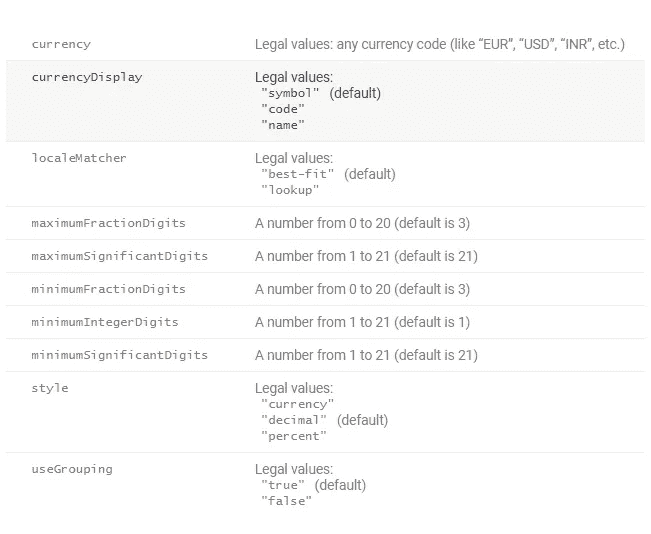 currency Legal values: any currency code (like “EUR”, “USD”, “INR”, etc.)
currencyDisplay Legal values:
"symbol" (default)
"code"
"name"
localeMatcher Legal values:
"best-fit" (default)
"lookup"
maximumFractionDigits A number from 0 to 20 (default is 3)
maximumSignificantDigits A number from 1 to 21 (default is 21)
minimumFractionDigits A number from 0 to 20 (default is 3)
minimumIntegerDigits A number from 1 to 21 (default is 1)
minimumSignificantDigits A number from 1 to 21 (default is 21)
style Legal values:
"currency"
"decimal" (default)
"percent"
useGrouping Legal values:
"true" (default)
"false"